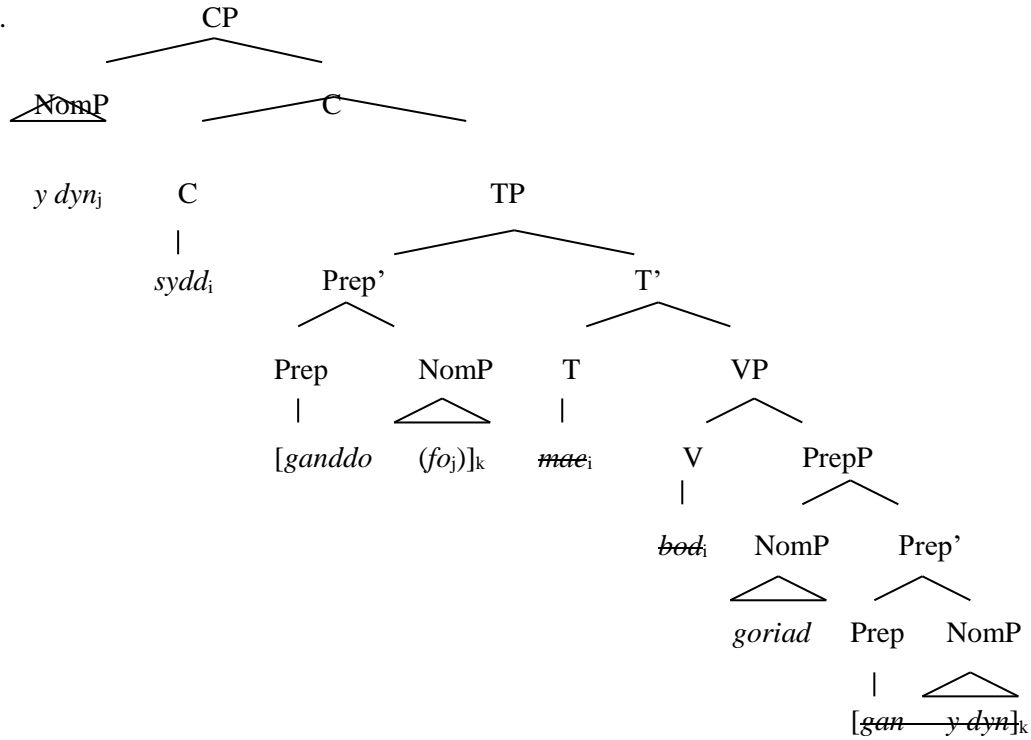 .
CP
NomP C
y dynⱼ C TP
syddᵢ Prep’ T’
Prep NomP T VP
[ganddo (foⱼ)]ₖ maeᵢ V PrepP
bodᵢ NomP Prep’
goriad Prep NomP
[gan y dyn]ₖ